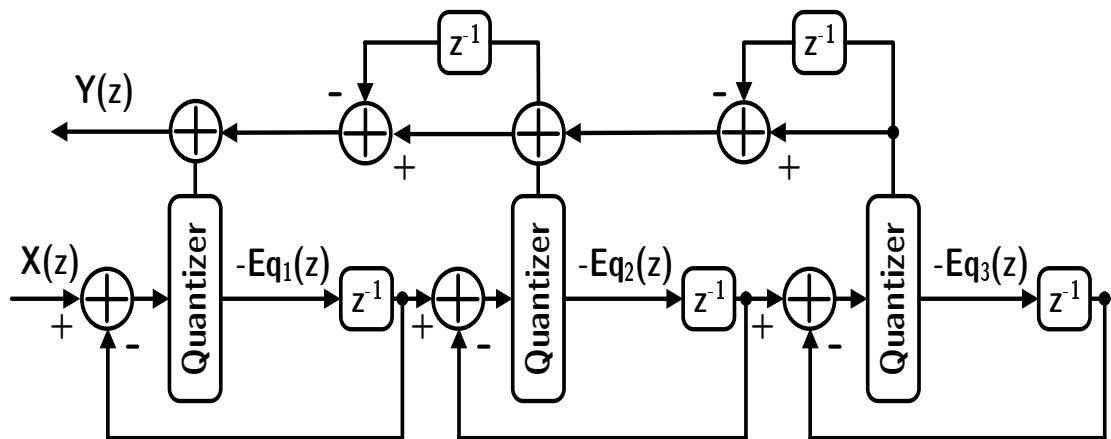 z⁻¹
z⁻¹
Y(z)
-
-
+
+
Quantizer
Quantizer
Quantizer
X(z)
-Eq₁(z)
-Eq₂(z)
-Eq₃(z)
z⁻¹
z⁻¹
z⁻¹
+
+
+
-
-
-